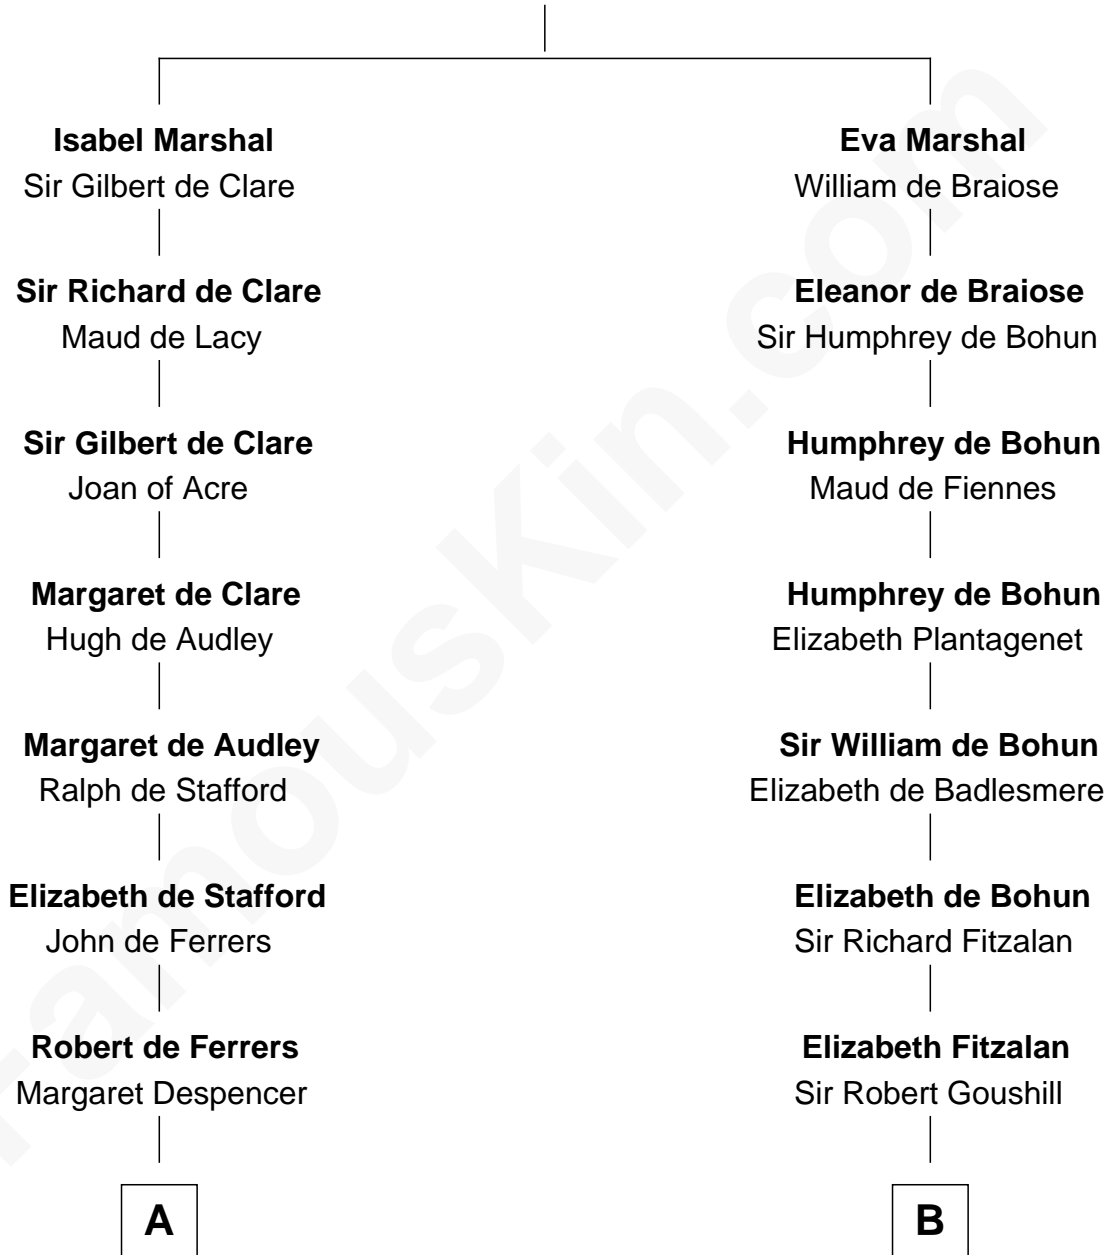 Isabel Marshal
Sir Gilbert de Clare
Sir Richard de Clare
Maud de Lacy
Sir Gilbert de Clare
Joan of Acre
Margaret de Clare
Hugh de Audley
Margaret de Audley
Ralph de Stafford
Elizabeth de Stafford
John de Ferrers
Robert de Ferrers
Margaret Despencer
A
Eva Marshal
William de Braiose
Eleanor de Braiose
Sir Humphrey de Bohun
Humphrey de Bohun
Maud de Fiennes
Humphrey de Bohun
Elizabeth Plantagenet
Sir William de Bohun
Elizabeth de Badlesmere
Elizabeth de Bohun
Sir Richard Fitzalan
Elizabeth Fitzalan
Sir Robert Goushill
B
FamousKin.com